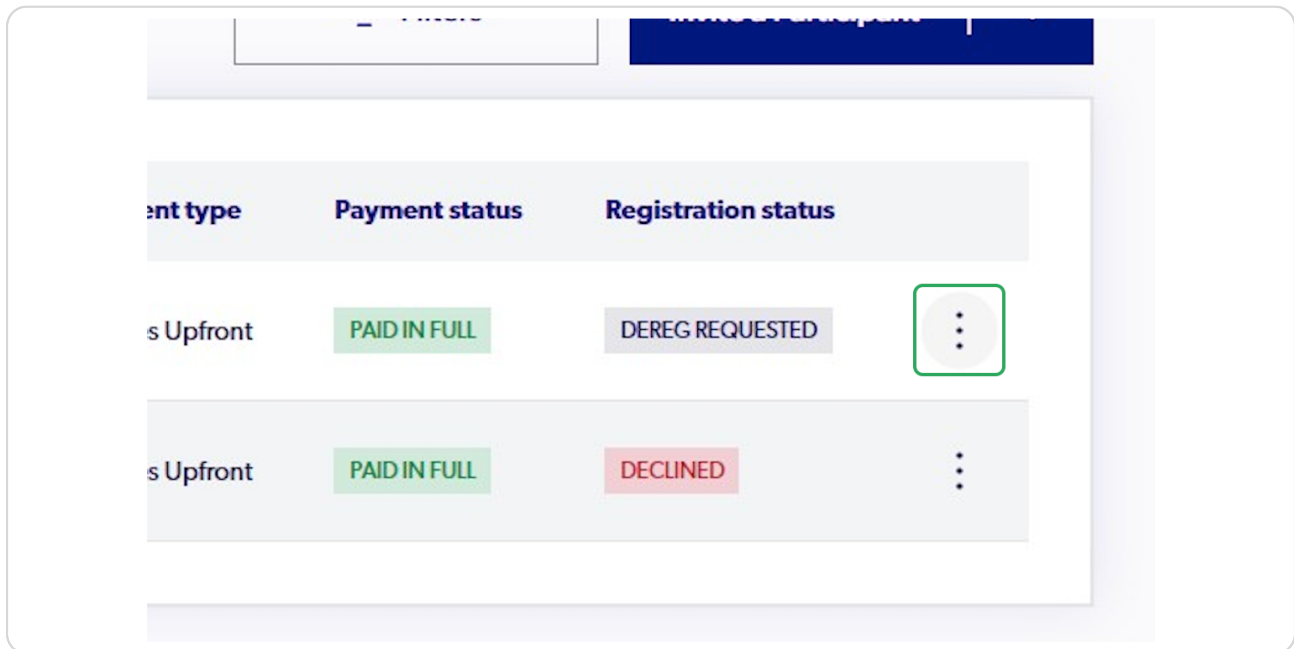 ent type Payment status Registration status
s Upfront PAID IN FULL DEREG REQUESTED
s Upfront PAID IN FULL DECLINED